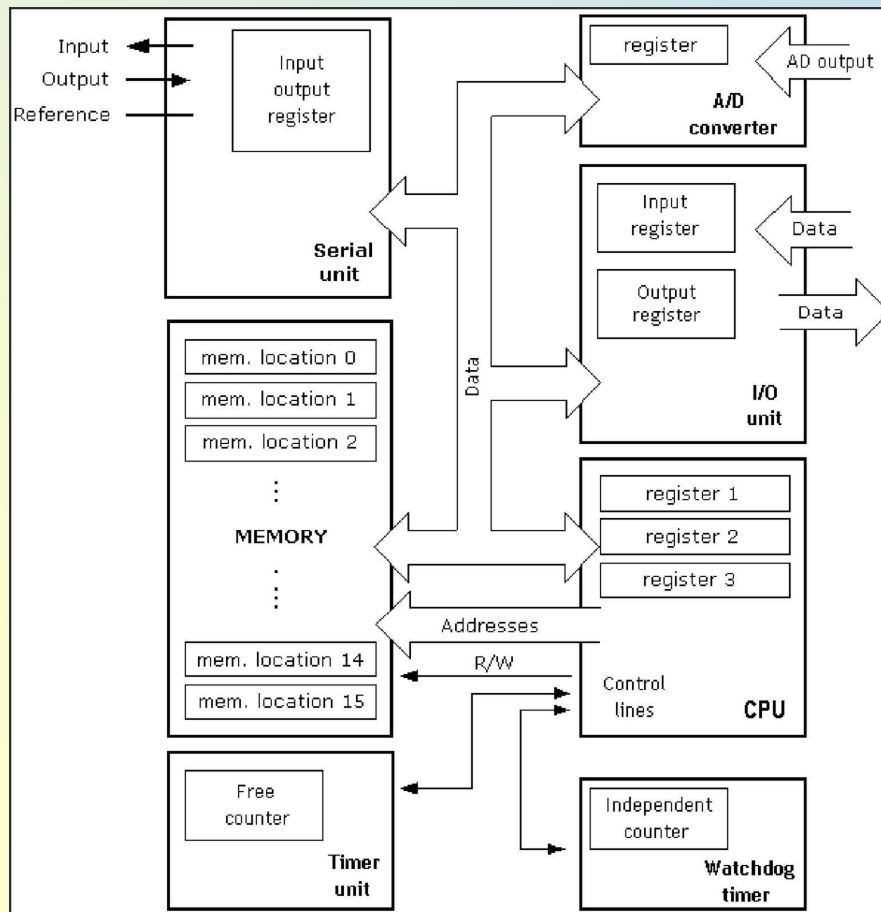 Input
Output
Reference
Input
output
register
Serial
unit
register
AD output
A/D
converter
Input
register
Data
Output
register
Data
I/O
unit
Data
mem. location 0
mem. location 1
mem. location 2
MEMORY
mem. location 14
mem. location 15
register 1
register 2
register 3
Addresses
R/W
Control
lines
CPU
Free
counter
Timer
unit
Independent
counter
Watchdog
timer